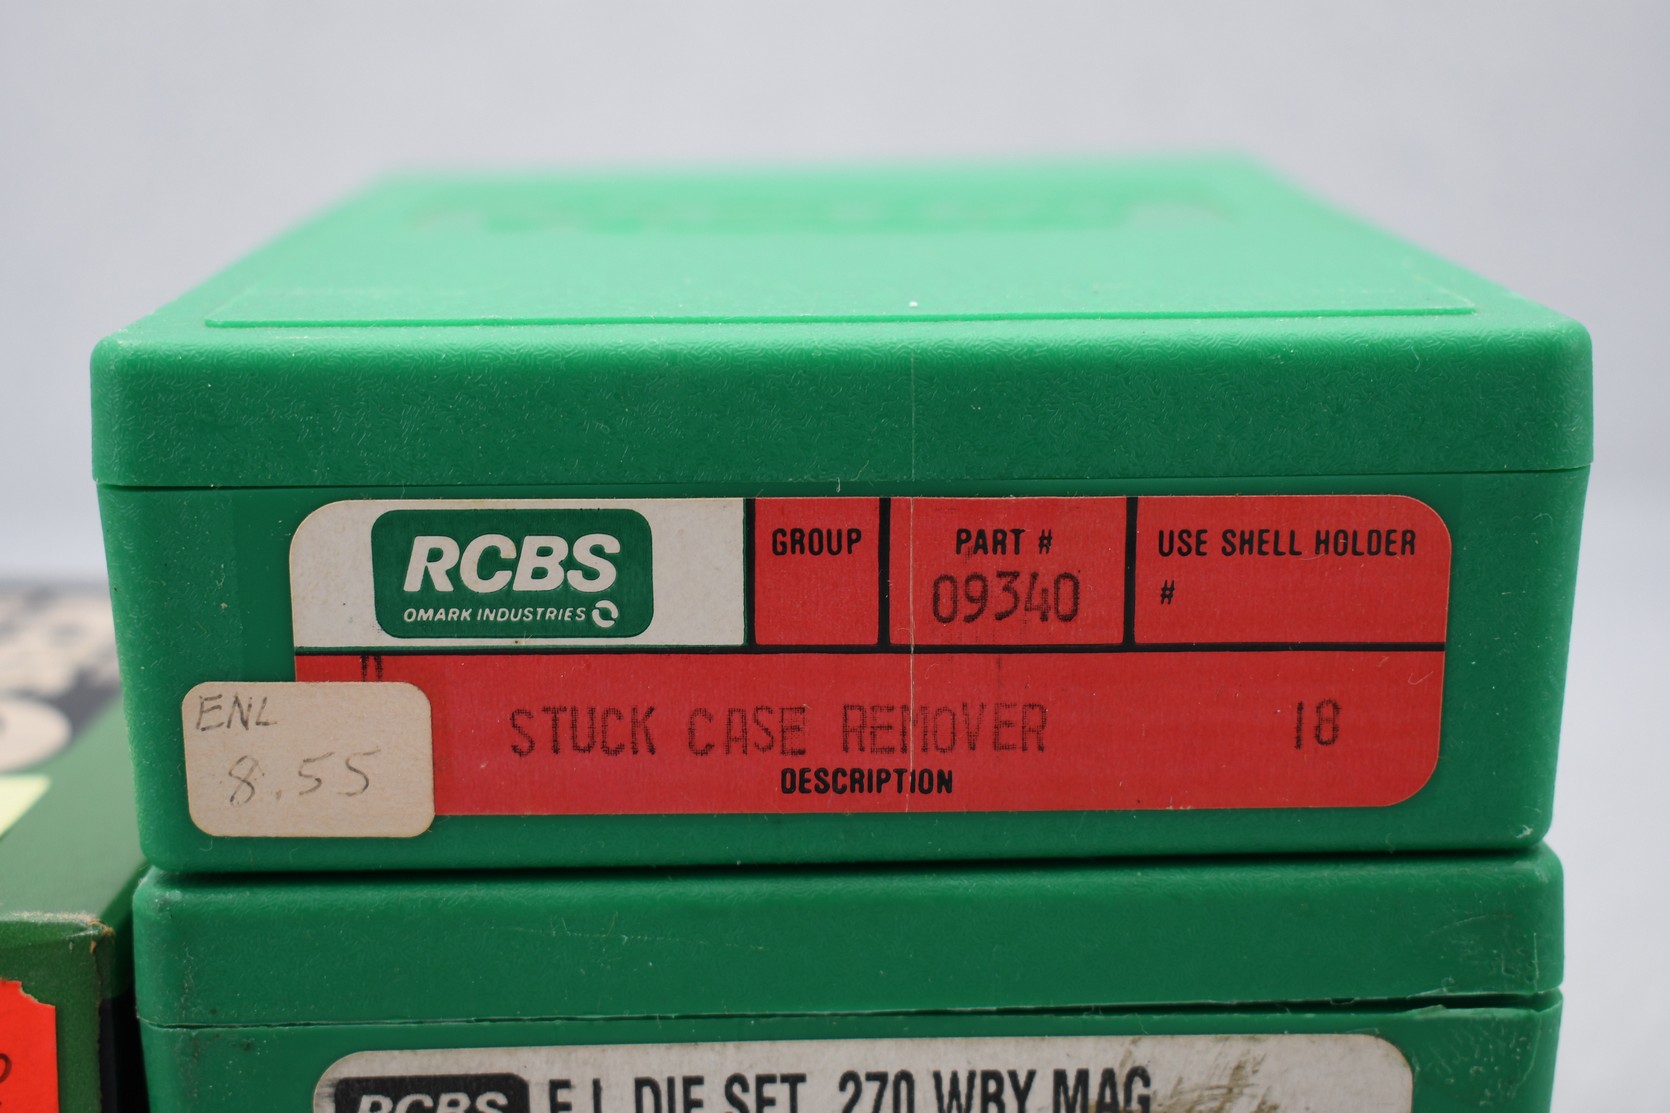 RCBS
OMARK INDUSTRIES
GROUP
PART #
09340
USE SHELL HOLDER
#
STUCK CASE REMOVER 18
DESCRIPTION
ENL
8.55
RCBS
F L DIE SET 270 WBY MAG